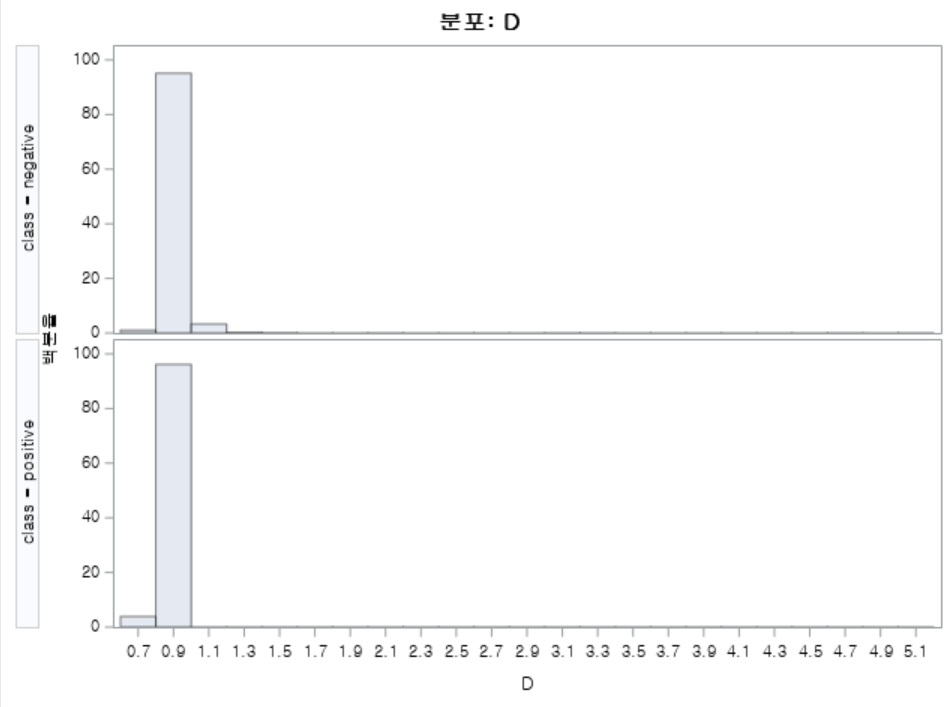 분포: D
class = negative
100
80
60
40
20
0
백분율
class = positive
100
80
60
40
20
0
0.7 0.9 1.1 1.3 1.5 1.7 1.9 2.1 2.3 2.5 2.7 2.9 3.1 3.3 3.5 3.7 3.9 4.1 4.3 4.5 4.7 4.9 5.1
D